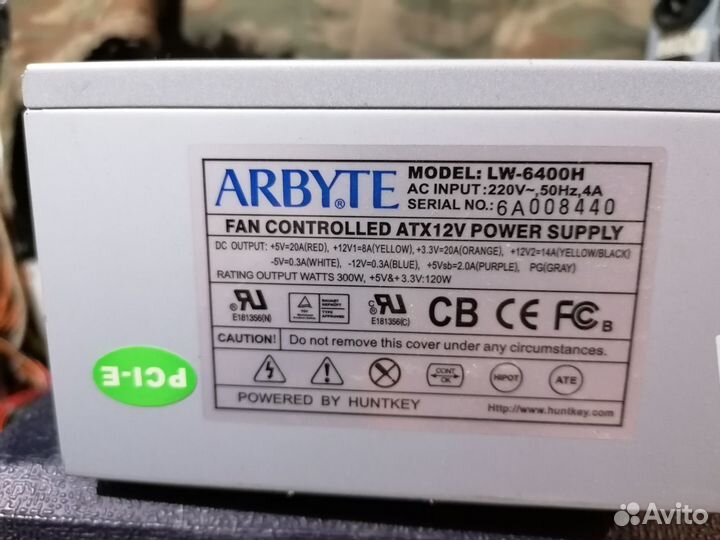 ARBYTE®
MODEL: LW-6400H
AC INPUT:220V~,50Hz,4A
SERIAL NO.: 6A008440
FAN CONTROLLED ATX12V POWER SUPPLY
DC OUTPUT: +5V=20A(RED), +12V1=8A(YELLOW),+3.3V=20A(ORANGE), +12V2=14A(YELLOW/BLACK)
-5V=0.3A(WHITE), -12V=0.3A(BLUE), +5Vsb=2.0A(PURPLE), PG(GRAY)
RATING OUTPUT WATTS 300W, +5V&+3.3V:120W
E181356(N)
TYPE
APPROVED
c
E181356(C)
CB CE FC B
CAUTION! Do not remove this cover under any circumstances.
PCI-E
CONT.
OK
HIPOT
ATE
POWERED BY HUNTKEY
Http://www.huntkey.com
Avito